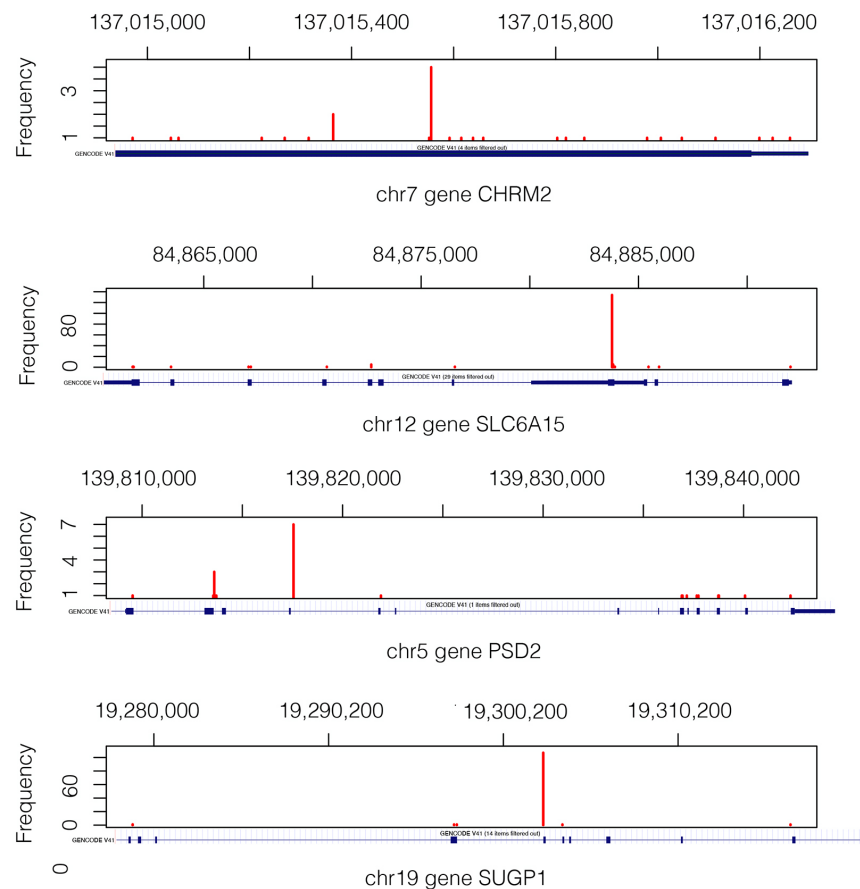 137,015,000 137,015,400 137,015,800 137,016,200
Frequency
3
1
GENCODE V41 (4 items filtered out)
GENCODE V41
chr7 gene CHRM2
84,865,000 84,875,000 84,885,000
Frequency
80
0
GENCODE V41 (29 items filtered out)
GENCODE V41
chr12 gene SLC6A15
139,810,000 139,820,000 139,830,000 139,840,000
Frequency
7
4
1
GENCODE V41 (1 items filtered out)
GENCODE V41
chr5 gene PSD2
19,280,000 19,290,200 19,300,200 19,310,200
Frequency
60
0
GENCODE V41 (14 items filtered out)
GENCODE V41
0
chr19 gene SUGP1